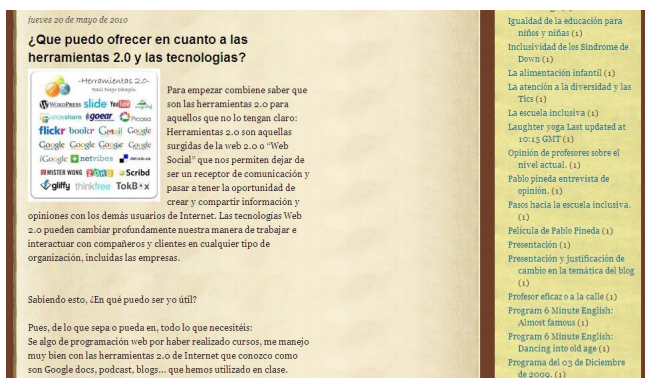 jueves 20 de mayo de 2010
¿Que puedo ofrecer en cuanto a las
herramientas 2.0 y las tecnologías?
-Herramientas 2.0-
Raúl Diego Obregón
WORDPRESS slide YouTube
slideshare goear Picasa
flickr bookr Gmail Google
Google Google Google Google
iGoogle netvibes del.icio.us
MISTER WONG ZOHO Scribd
gliffy thinkfree TokBox
Para empezar combiene saber que
son las herramientas 2.0 para
aquellos que no lo tengan claro:
Herramientas 2.0 son aquellas
surgidas de la web 2.0 o “Web
Social” que nos permiten dejar de
ser un receptor de comunicación y
pasar a tener la oportunidad de
crear y compartir información y
opiniones con los demás usuarios de Internet. Las tecnologías Web
2.0 pueden cambiar profundamente nuestra manera de trabajar e
interactuar con compañeros y clientes en cualquier tipo de
organización, incluidas las empresas.
Sabiendo esto, ¿En qué puedo ser yo útil?
Pues, de lo que sepa o pueda en, todo lo que necesitéis:
Se algo de programación web por haber realizado cursos, me manejo
muy bien con las herramientas 2.0 de Internet que conozco como
son Google docs, podcast, blogs... que hemos utilizado en clase.
Igualdad de la educación para
niños y niñas (1)
Inclusividad de los Sindrome de
Down (1)
La alimentación infantil (1)
La atención a la diversidad y las
Tics (1)
La escuela inclusiva (1)
Laughter yoga Last updated at
10:15 GMT (1)
Opinión de profesores sobre el
nivel actual. (1)
Pablo pineda entrevista de
opinión. (1)
Pasos hacia la escuela inclusiva.
(1)
Película de Pablo Pineda (1)
Presentación (1)
Presentación y justificación de
cambio en la temática del blog
(1)
Profesor eficaz o a la calle (1)
Program 6 Minute English:
Almost famous (1)
Program 6 Minute English:
Dancing into old age (1)
Programa del 03 de Diciembre
de 2009. (1)